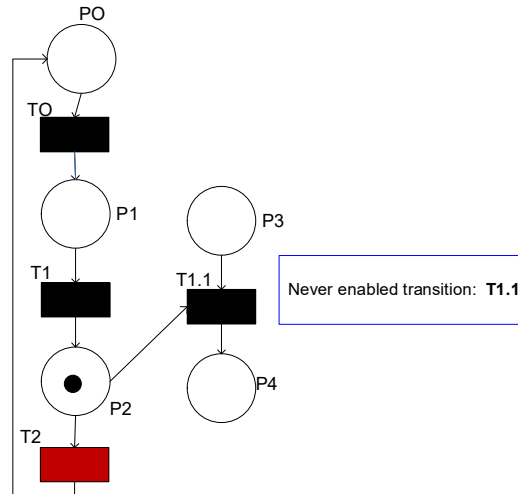 PO
TO
P1
P3
T1
T1.1
Never enabled transition: T1.1
P2
P4
T2